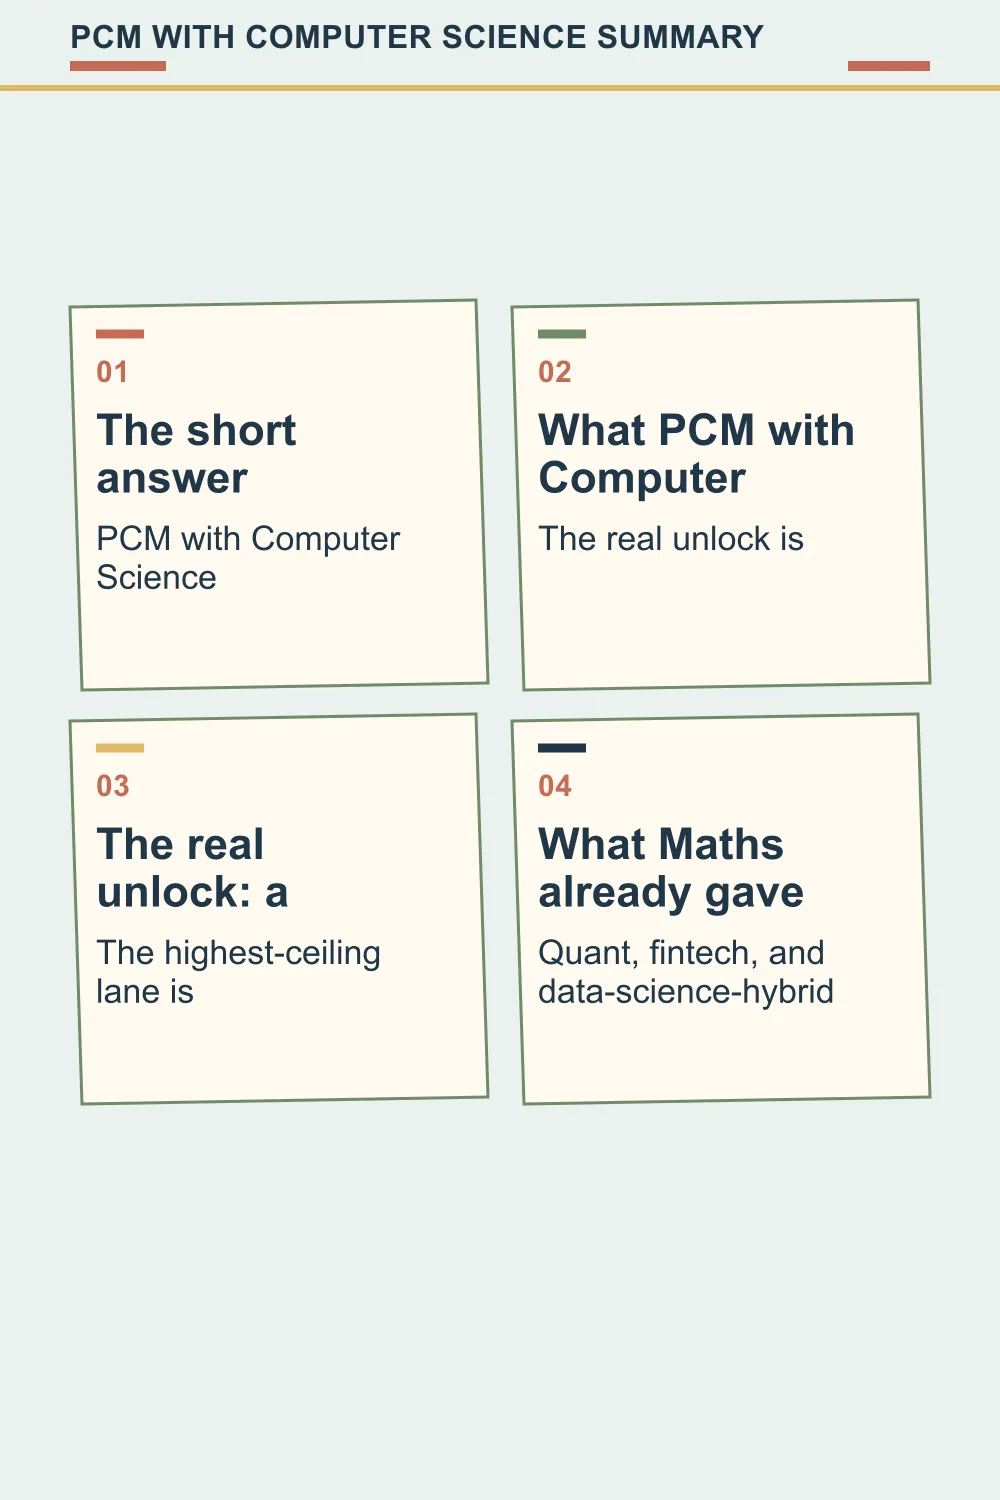 PCM WITH COMPUTER SCIENCE SUMMARY
01
The short
answer
PCM with Computer
Science
02
What PCM with
Computer
The real unlock is
03
The real
unlock: a
The highest-ceiling
lane is
04
What Maths
already gave
Quant, fintech, and
data-science-hybrid